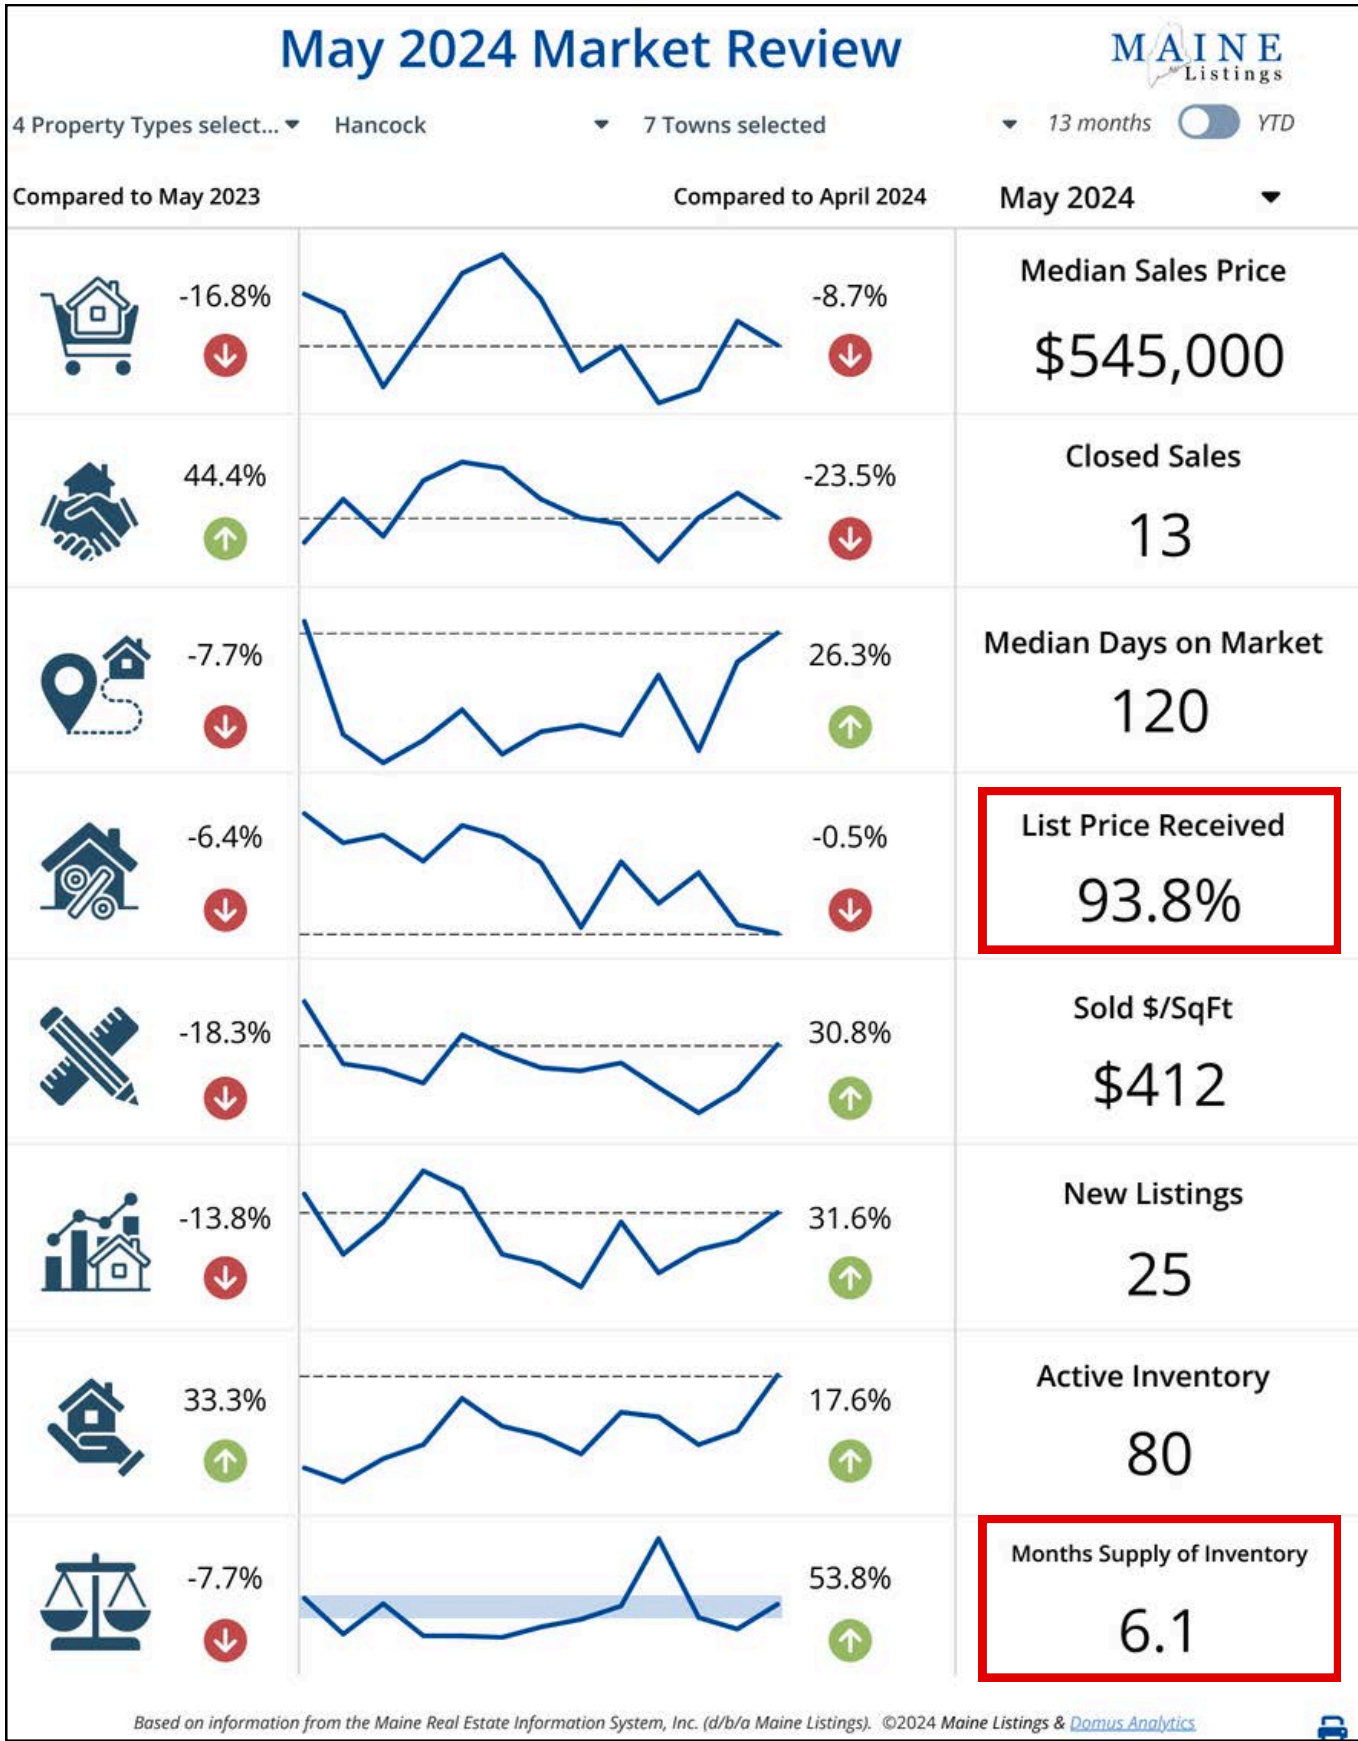 May 2024 Market Review
MAINE
Listings
4 Property Types select... Hancock 7 Towns selected 13 months YTD
Compared to May 2023 Compared to April 2024 May 2024
-16.8% -8.7% Median Sales Price
$545,000
44.4% -23.5% Closed Sales
13
-7.7% 26.3% Median Days on Market
120
-6.4% -0.5% List Price Received
93.8%
-18.3% 30.8% Sold $/SqFt
$412
-13.8% 31.6% New Listings
25
33.3% 17.6% Active Inventory
80
-7.7% 53.8% Months Supply of Inventory
6.1
Based on information from the Maine Real Estate Information System, Inc. (d/b/a Maine Listings). ©2024 Maine Listings & Domus Analytics